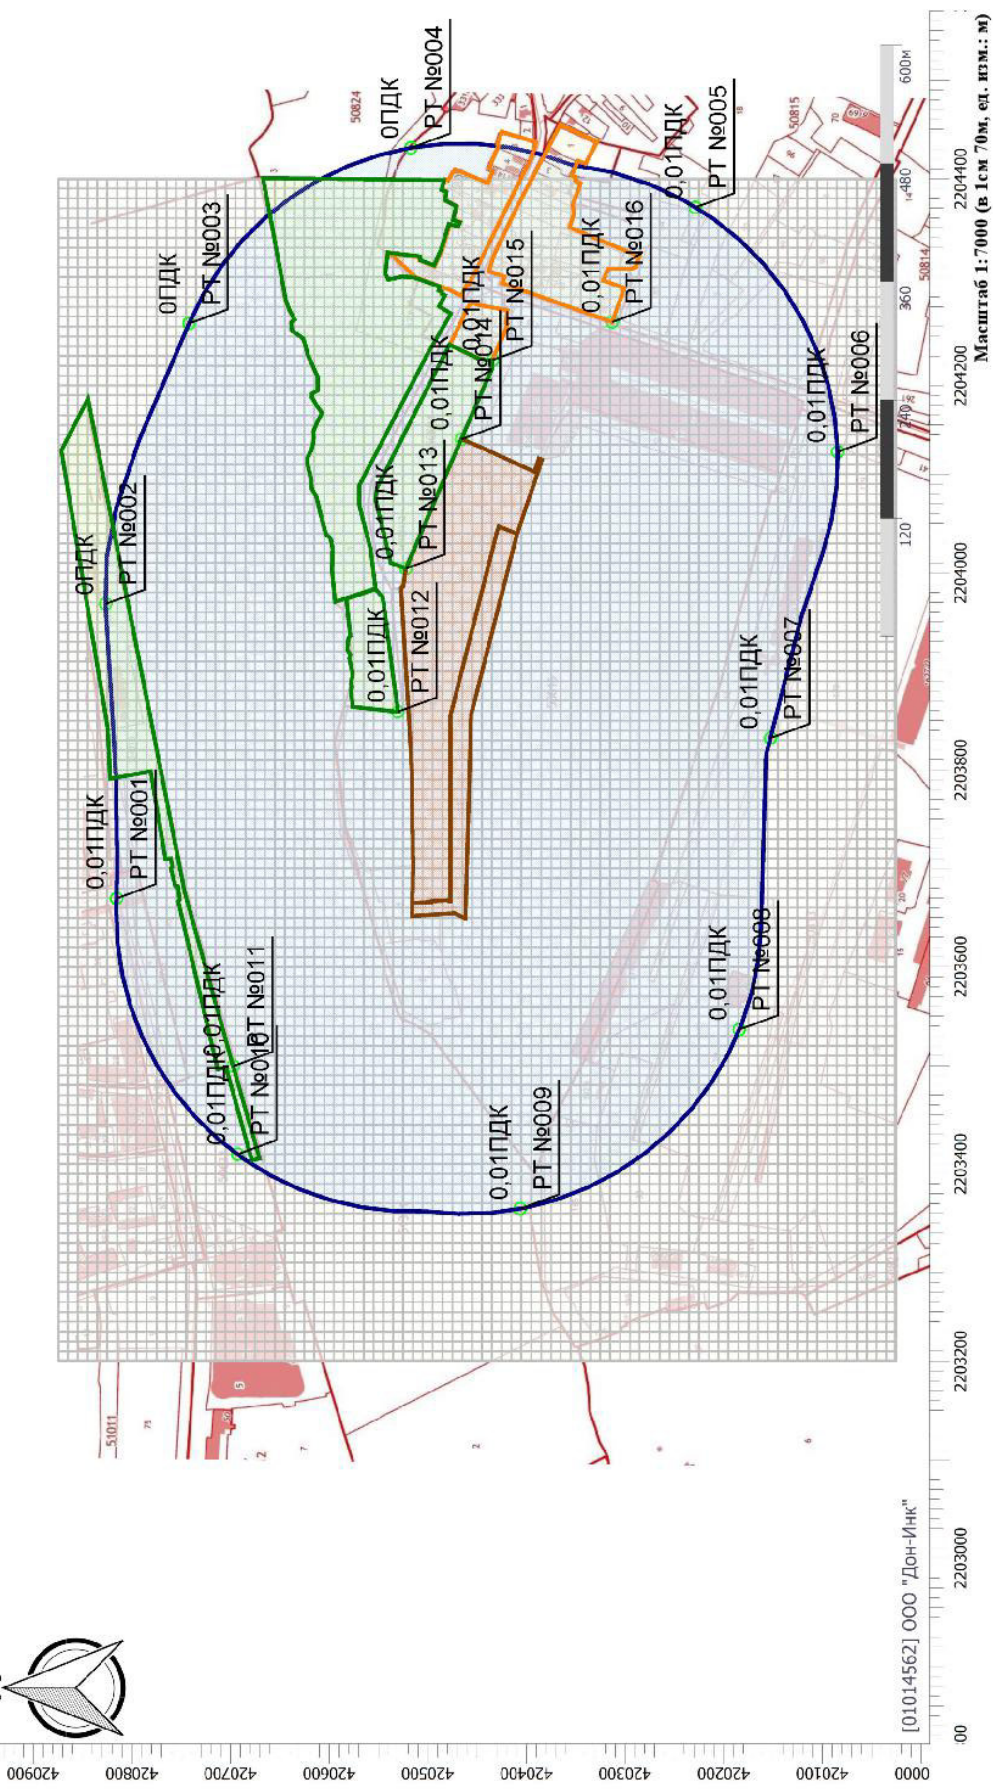 0,01ПДК
РТ №001
0ПДК
РТ №002
0ПДК
РТ №003
0ПДК
РТ №004
0,01ПДК
РТ №005
0,01ПДК
РТ №006
0,01ПДК
РТ №007
0,01ПДК
РТ №008
0,01ПДК
РТ №009
0,01ПДК
РТ №010
0,01ПДК
РТ №011
0,01ПДК
РТ №012
0,01ПДК
РТ №013
0,01ПДК
РТ №014
0,01ПДК
РТ №015
0,01ПДК
РТ №016
50824
50815
50814
51011
120
240
360
480
600м
420900
420800
420700
420600
420500
420400
420300
420200
420100
2203000
2203200
2203400
2203600
2203800
2204000
2204200
2204400
[01014562] ООО "Дон-Инк"
Масштаб 1:7000 (в 1см 70м, ед. изм.: м)